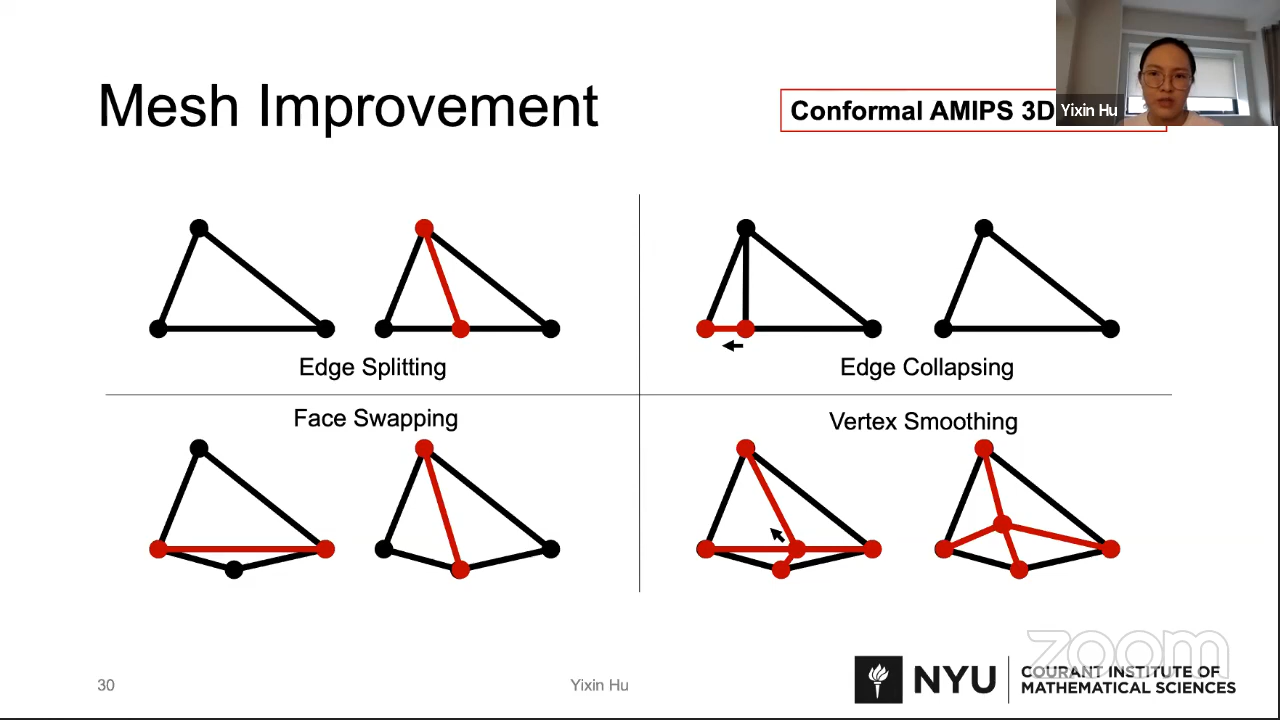 Mesh Improvement
Conformal AMIPS 3D
Yixin Hu
Edge Splitting
Edge Collapsing
Face Swapping
Vertex Smoothing
30
Yixin Hu
zoom
NYU
COURANT INSTITUTE OF
MATHEMATICAL SCIENCES